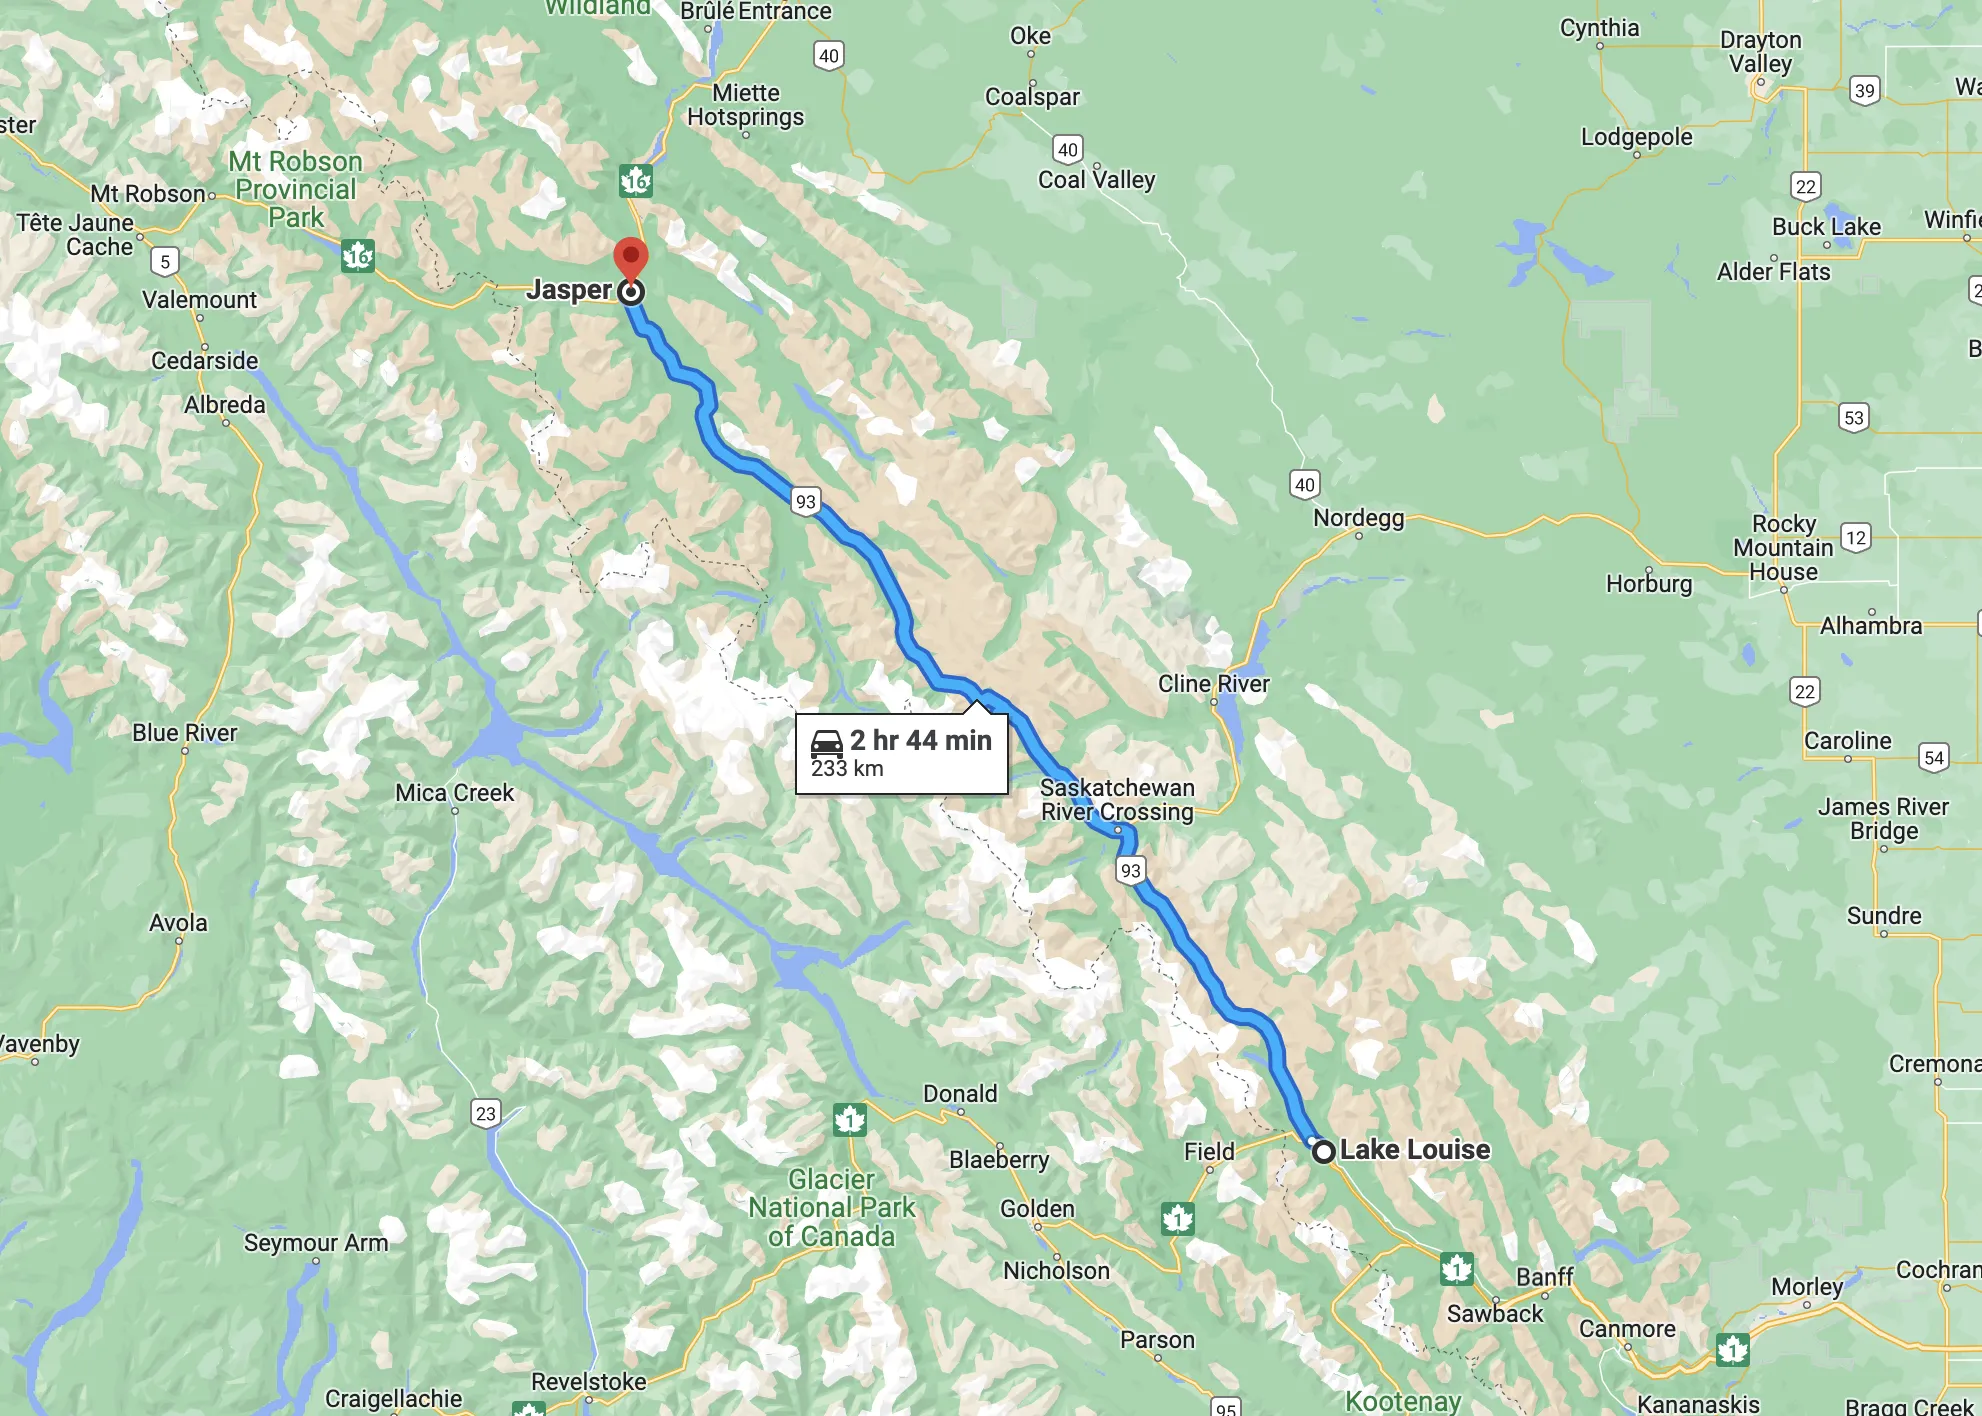 Wildland
Brûlé
Entrance
Oke
Cynthia
Drayton
Valley
40
39
Miette
Hotsprings
Coalspar
Lodgepole
40
Coal Valley
Mt Robson
Provincial
Park
16
22
Mt Robson
Tête Jaune
Cache
5
16
Buck Lake
Alder Flats
Jasper
Valemount
Cedarside
Albreda
53
93
40
Nordegg
Rocky
Mountain
House
12
Horburg
Alhambra
Cline River
22
Blue River
2 hr 44 min
233 km
Caroline
54
Mica Creek
Saskatchewan
River Crossing
James River
Bridge
93
Avola
Sundre
Vavenby
Cremona
Donald
23
1
Blaeberry
Field
Lake Louise
Glacier
National Park
of Canada
Golden
1
Seymour Arm
Nicholson
1
Banff
Sawback
Morley
Canmore
1
Parson
Revelstoke
Craigellachie
1
95
Kootenay
Kananaskis
Bragg Creek